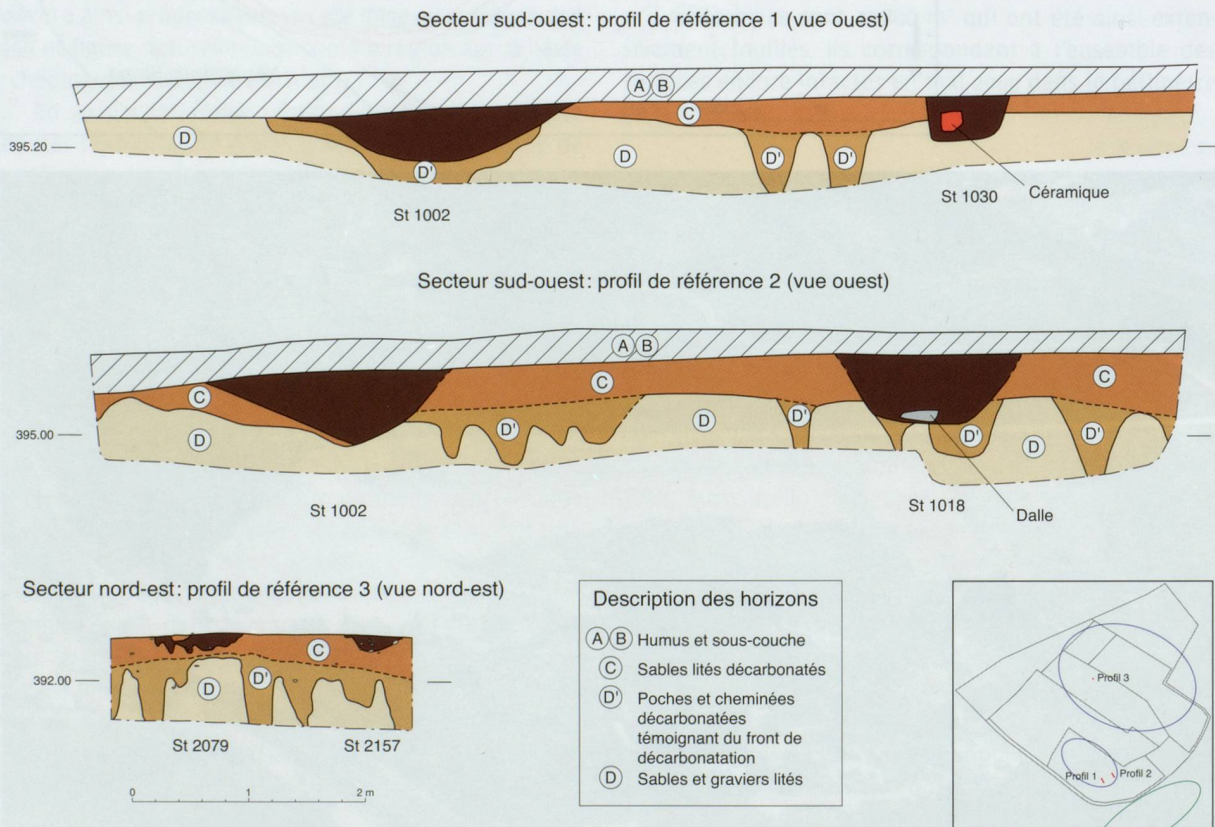 Secteur sud-ouest: profil de référence 1 (vue ouest)
A B
C
D
D
395.20
D'
D'
D'
St 1002
St 1030
Céramique
Secteur sud-ouest: profil de référence 2 (vue ouest)
A B
C
C
C
D
D
D'
D'
D'
D
D'
395.00
St 1002
St 1018
Dalle
Secteur nord-est: profil de référence 3 (vue nord-est)
C
D'
D
392.00
St 2079
St 2157
0 1 2 m
Description des horizons
A B Humus et sous-couche
C Sables lités décarbonatés
D' Poches et cheminées
décarbonatées
témoignant du front de
décarbonatation
D Sables et graviers lités
Profil 3
Profil 1
Profil 2